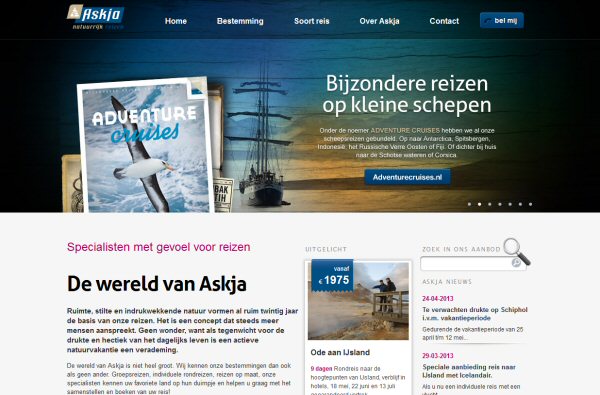 Askja
natuurrijk reizen
Home
Bestemming
Soort reis
Over Askja
Contact
bel mij
ADVENTURE
cruises
Bijzondere reizen
op kleine schepen
Onder de noemer ADVENTURE CRUISES hebben we al onze
scheepsreizen gebundeld. Op naar Antarctica, Spitsbergen,
Indonesië, het Russische Verre Oosten of Fiji. Of dichter bij huis
naar de Schotse wateren of Corsica.
Adventurecruises.nl
Specialisten met gevoel voor reizen
De wereld van Askja
Ruimte, stilte en indrukwekkende natuur vormen al ruim twintig jaar
de basis van onze reizen. Het is een concept dat steeds meer
mensen aanspreekt. Geen wonder, want als tegenwicht voor de
drukte en hectiek van het dagelijks leven is een actieve
natuurvakantie een verademing.
De wereld van Askja is niet heel groot. Wij kennen onze bestemmingen dan ook
als geen ander. Groepsreizen, individuele rondreizen, reizen op maat, onze
specialisten kennen uw favoriete land op hun duimpje en helpen u graag met het
samenstellen en boeken van uw reis!
UITGELICHT
vanaf
€ 1975
Ode aan IJsland
9 dagen Rondreis naar de
hoogtepunten van IJsland, verblijf in
hotels, 18 mei, 22 juni en 13 juli
gegarandeerd vertrek
ZOEK IN ONS AANBOD
ASKJA NIEUWS
24-04-2013
Te verwachten drukte op Schiphol
i.v.m. vakantieperiode
Gedurende de vakantieperiode van 25
april t/m 12 mei...
29-03-2013
Speciale aanbieding reis naar
IJsland met Icelandair.
Als u nu een individuele reis met een